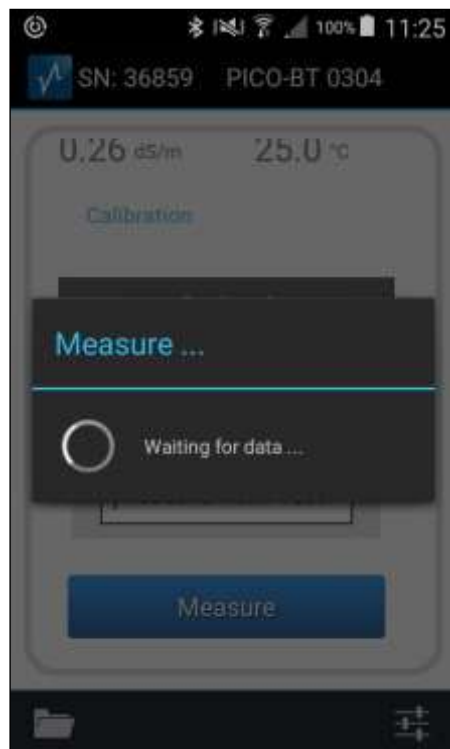 100% 11:25
SN: 36859 PICO-BT 0304
0.26 dS/m 25.0 °C
Calibration
Measure ...
Waiting for data ...
Measure